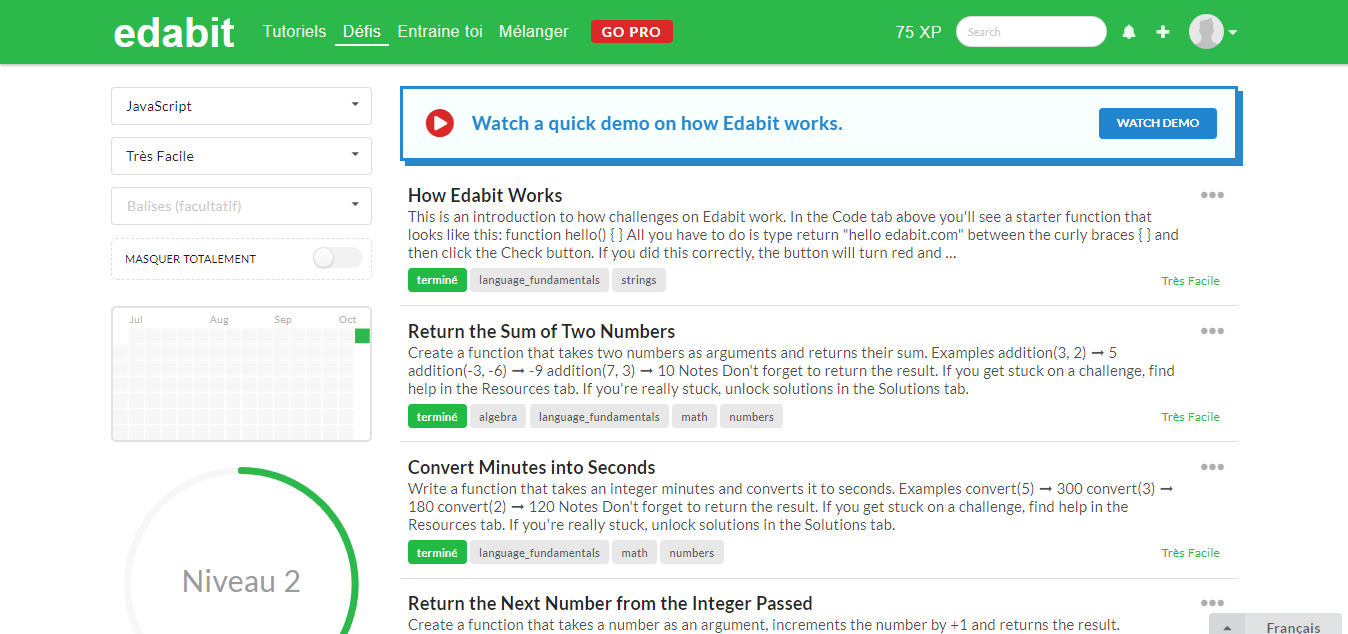 edabit
Tutoriels Défis Entraine toi Mélanger GO PRO 75 XP Search
JavaScript
Très Facile
Balises (facultatif)
MASQUER TOTALEMENT
Jul Aug Sep Oct
Niveau 2
Watch a quick demo on how Edabit works. WATCH DEMO
How Edabit Works
This is an introduction to how challenges on Edabit work. In the Code tab above you'll see a starter function that
looks like this: function hello() { } All you have to do is type return "hello edabit.com" between the curly braces { } and
then click the Check button. If you did this correctly, the button will turn red and ...
terminé language_fundamentals strings Très Facile
Return the Sum of Two Numbers
Create a function that takes two numbers as arguments and returns their sum. Examples addition(3, 2) ➞ 5
addition(-3, -6) ➞ -9 addition(7, 3) ➞ 10 Notes Don't forget to return the result. If you get stuck on a challenge, find
help in the Resources tab. If you're really stuck, unlock solutions in the Solutions tab.
terminé algebra language_fundamentals math numbers Très Facile
Convert Minutes into Seconds
Write a function that takes an integer minutes and converts it to seconds. Examples convert(5) ➞ 300 convert(3) ➞
180 convert(2) ➞ 120 Notes Don't forget to return the result. If you get stuck on a challenge, find help in the
Resources tab. If you're really stuck, unlock solutions in the Solutions tab.
terminé language_fundamentals math numbers Très Facile
Return the Next Number from the Integer Passed
Create a function that takes a number as an argument, increments the number by +1 and returns the result.
Français